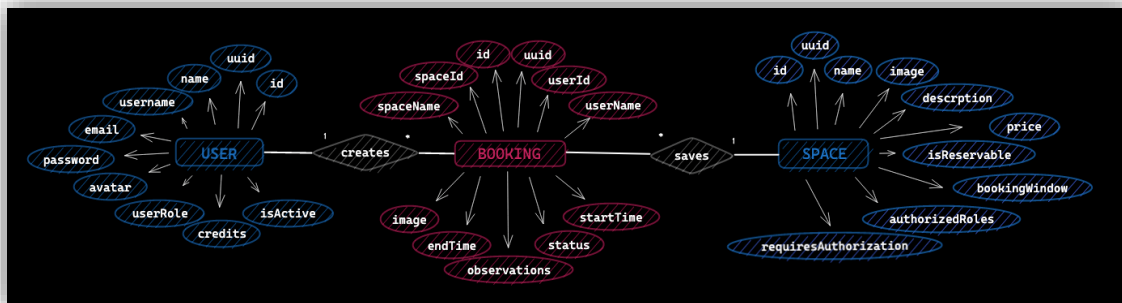 uuid
name
id
username
email
USER
password
avatar
userRole
isActive
credits
1
creates
*
id
uuid
spaceId
userId
spaceName
userName
BOOKING
image
startTime
endTime
status
observations
*
saves
1
uuid
id
name
image
descrption
price
SPACE
isReservable
bookingWindow
authorizedRoles
requiresAuthorization